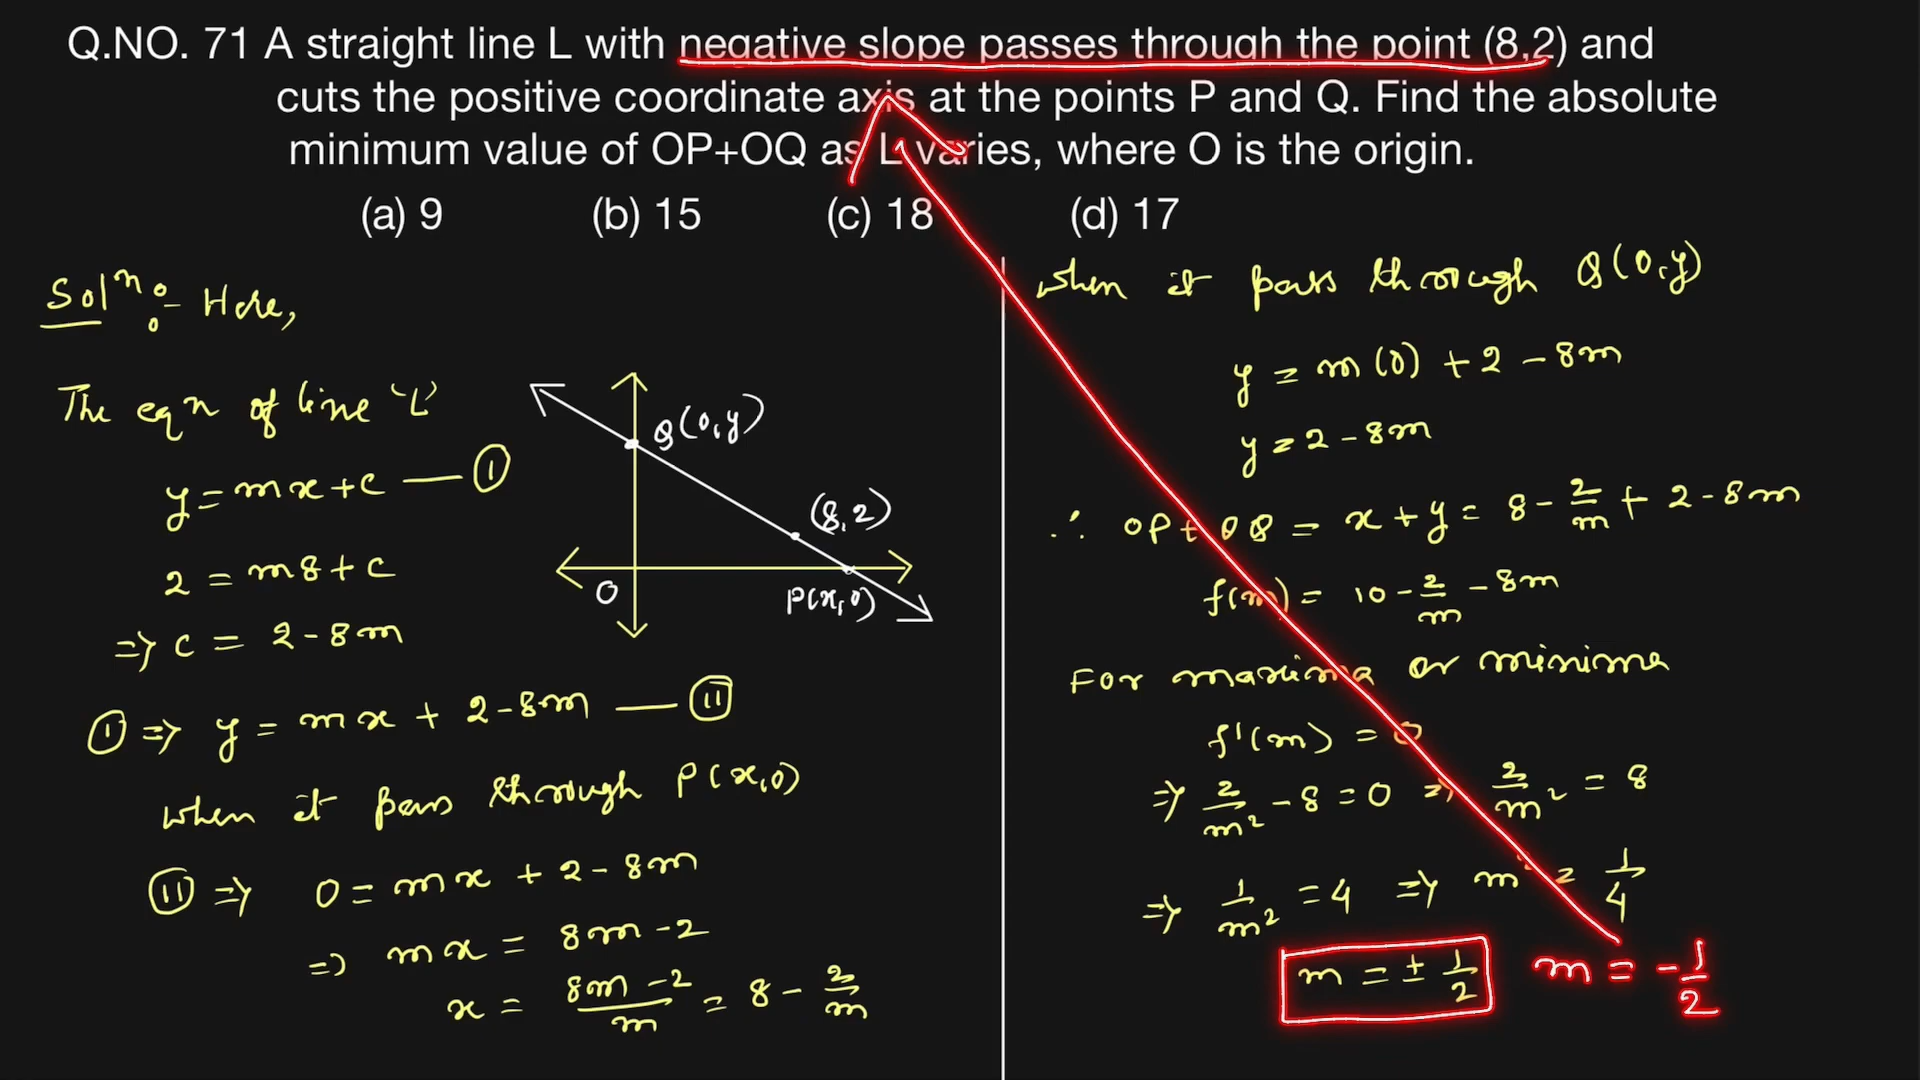 Q.NO. 71 A straight line L with negative slope passes through the point (8,2) and
cuts the positive coordinate axis at the points P and Q. Find the absolute
minimum value of OP+OQ as L varies, where O is the origin.
(a) 9 (b) 15 (c) 18 (d) 17
Solⁿ:- Here,
The eqn of line 'L'
y = mx + c — (I)
2 = m8 + c
⇒ c = 2 - 8m
(I) ⇒ y = mx + 2 - 8m — (II)
when it pass through P(x,0)
(II) ⇒ 0 = mx + 2 - 8m
⇒ mx = 8m - 2
x = (8m - 2)/m = 8 - 2/m
Q(0,y)
(8,2)
O
P(x,0)
when it pass through Q(0,y)
y = m(0) + 2 - 8m
y = 2 - 8m
∴ OP + OQ = x + y = 8 - 2/m + 2 - 8m
f(m) = 10 - 2/m - 8m
For maxima or minima
f'(m) = 0
⇒ 2/m² - 8 = 0 ⇒ 2/m² = 8
⇒ 1/m² = 4 ⇒ m² = 1/4
m = ± 1/2 m = -1/2